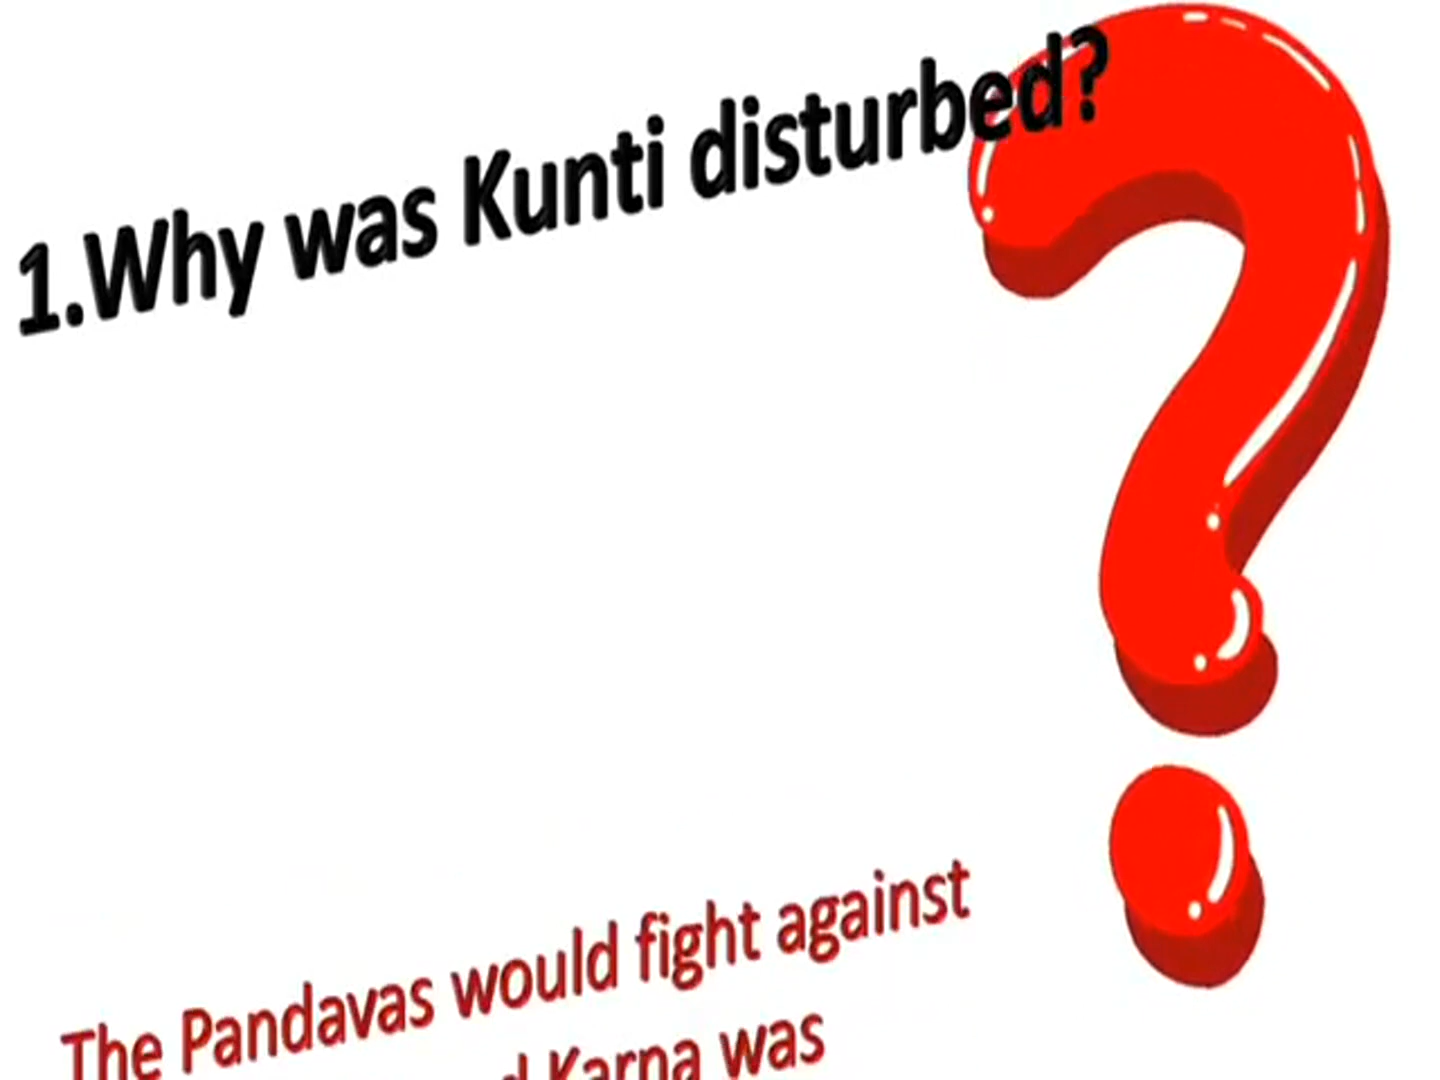 1.Why was Kunti disturbed?
The Pandavas would fight against
Karna was